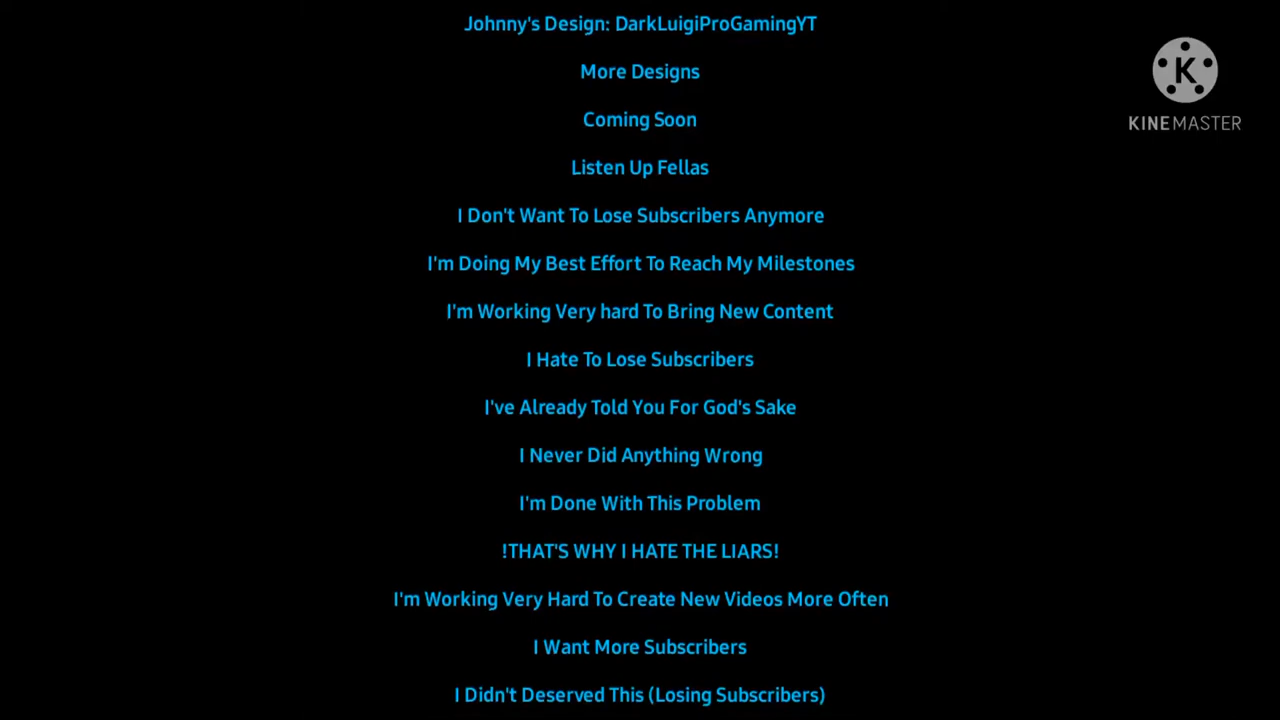 Johnny's Design: DarkLuigiProGamingYT
More Designs
Coming Soon
Listen Up Fellas
I Don't Want To Lose Subscribers Anymore
I'm Doing My Best Effort To Reach My Milestones
I'm Working Very hard To Bring New Content
I Hate To Lose Subscribers
I've Already Told You For God's Sake
I Never Did Anything Wrong
I'm Done With This Problem
!THAT'S WHY I HATE THE LIARS!
I'm Working Very Hard To Create New Videos More Often
I Want More Subscribers
I Didn't Deserved This (Losing Subscribers)
K
KINEMASTER